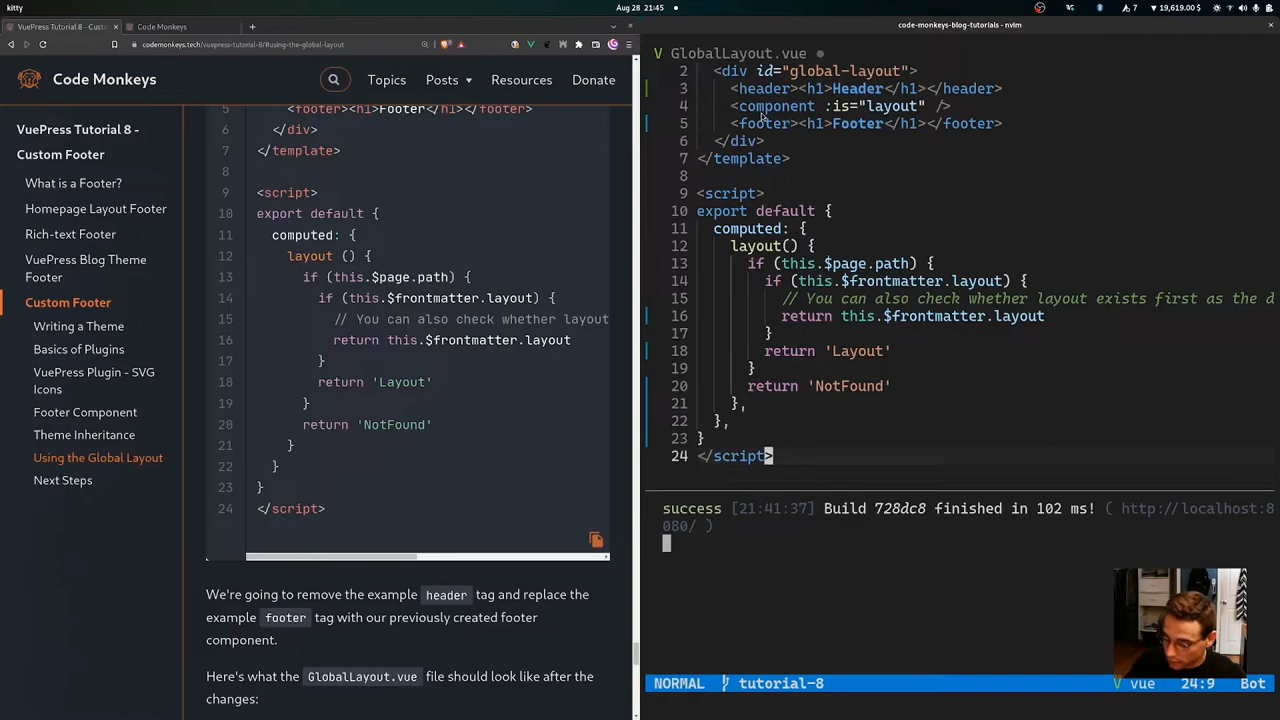 kitty
Aug 28 21:45
7
19,619.00
VuePress Tutorial 8 - Custo
Code Monkeys
codemonkeys.tech/vuepress-tutorial-8/#using-the-global-layout
Code Monkeys
Topics
Posts
Resources
Donate
VuePress Tutorial 8 -
Custom Footer
What is a Footer?
Homepage Layout Footer
Rich-text Footer
VuePress Blog Theme
Footer
Custom Footer
Writing a Theme
Basics of Plugins
VuePress Plugin - SVG
Icons
Footer Component
Theme Inheritance
Using the Global Layout
Next Steps
5 <footer><h1>Footer</h1></footer>
6 </div>
7 </template>
8
9 <script>
10 export default {
11 computed: {
12 layout () {
13 if (this.$page.path) {
14 if (this.$frontmatter.layout) {
15 // You can also check whether layout
16 return this.$frontmatter.layout
17 }
18 return 'Layout'
19 }
20 return 'NotFound'
21 }
22 }
23 }
24 </script>
We're going to remove the example header tag and replace the
example footer tag with our previously created footer
component.
Here's what the GlobalLayout.vue file should look like after the
changes:
code-monkeys-blog-tutorials - nvim
GlobalLayout.vue
2 <div id="global-layout">
3 <header><h1>Header</h1></header>
4 <component :is="layout" />
5 <footer><h1>Footer</h1></footer>
6 </div>
7 </template>
8
9 <script>
10 export default {
11 computed: {
12 layout() {
13 if (this.$page.path) {
14 if (this.$frontmatter.layout) {
15 // You can also check whether layout exists first as the d
16 return this.$frontmatter.layout
17 }
18 return 'Layout'
19 }
20 return 'NotFound'
21 },
22 },
23 }
24 </script>
success [21:41:37] Build 728dc8 finished in 102 ms! ( http://localhost:8
080/ )
NORMAL tutorial-8 vue 24:9 Bot